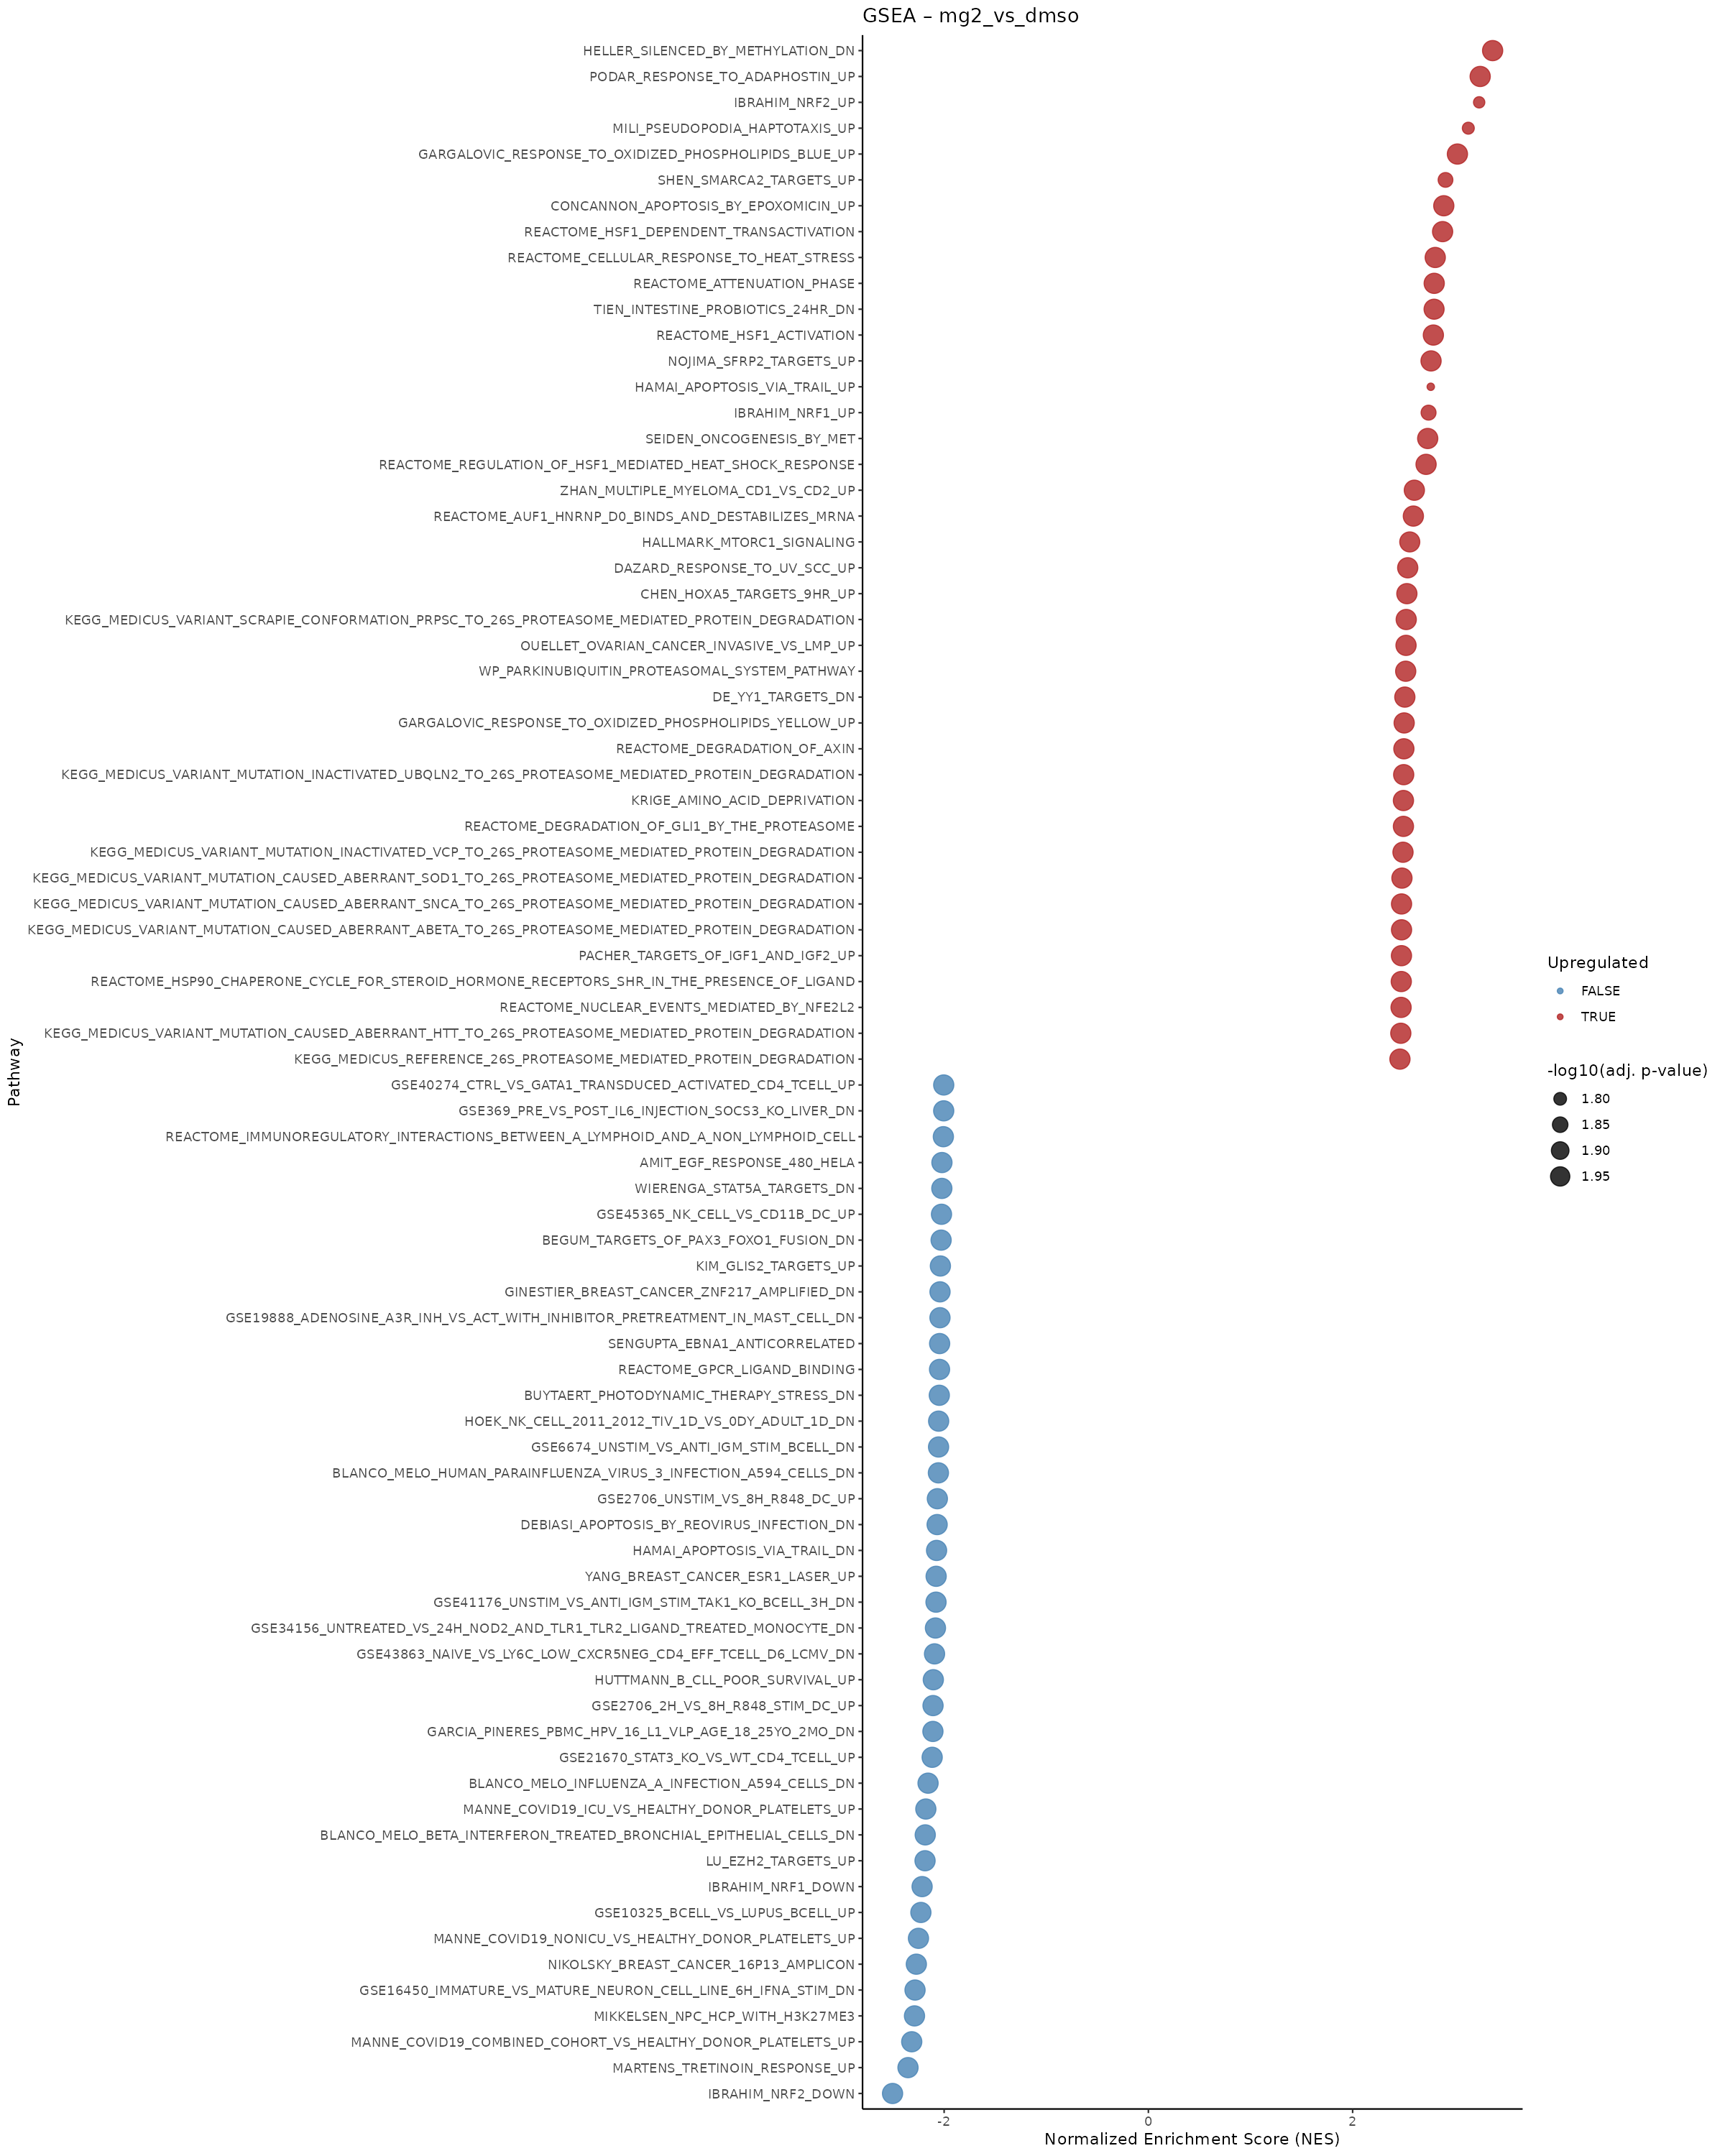 GSEA – mg2_vs_dmso
HELLER_SILENCED_BY_METHYLATION_DN
PODAR_RESPONSE_TO_ADAPHOSTIN_UP
IBRAHIM_NRF2_UP
MILI_PSEUDOPODIA_HAPTOTAXIS_UP
GARGALOVIC_RESPONSE_TO_OXIDIZED_PHOSPHOLIPIDS_BLUE_UP
SHEN_SMARCA2_TARGETS_UP
CONCANNON_APOPTOSIS_BY_EPOXOMICIN_UP
REACTOME_HSF1_DEPENDENT_TRANSACTIVATION
REACTOME_CELLULAR_RESPONSE_TO_HEAT_STRESS
REACTOME_ATTENUATION_PHASE
TIEN_INTESTINE_PROBIOTICS_24HR_DN
REACTOME_HSF1_ACTIVATION
NOJIMA_SFRP2_TARGETS_UP
HAMAI_APOPTOSIS_VIA_TRAIL_UP
IBRAHIM_NRF1_UP
SEIDEN_ONCOGENESIS_BY_MET
REACTOME_REGULATION_OF_HSF1_MEDIATED_HEAT_SHOCK_RESPONSE
ZHAN_MULTIPLE_MYELOMA_CD1_VS_CD2_UP
REACTOME_AUF1_HNRNP_D0_BINDS_AND_DESTABILIZES_MRNA
HALLMARK_MTORC1_SIGNALING
DAZARD_RESPONSE_TO_UV_SCC_UP
CHEN_HOXA5_TARGETS_9HR_UP
KEGG_MEDICUS_VARIANT_SCRAPIE_CONFORMATION_PRPSC_TO_26S_PROTEASOME_MEDIATED_PROTEIN_DEGRADATION
OUELLET_OVARIAN_CANCER_INVASIVE_VS_LMP_UP
WP_PARKINUBIQUITIN_PROTEASOMAL_SYSTEM_PATHWAY
DE_YY1_TARGETS_DN
GARGALOVIC_RESPONSE_TO_OXIDIZED_PHOSPHOLIPIDS_YELLOW_UP
REACTOME_DEGRADATION_OF_AXIN
KEGG_MEDICUS_VARIANT_MUTATION_INACTIVATED_UBQLN2_TO_26S_PROTEASOME_MEDIATED_PROTEIN_DEGRADATION
KRIGE_AMINO_ACID_DEPRIVATION
REACTOME_DEGRADATION_OF_GLI1_BY_THE_PROTEASOME
KEGG_MEDICUS_VARIANT_MUTATION_INACTIVATED_VCP_TO_26S_PROTEASOME_MEDIATED_PROTEIN_DEGRADATION
KEGG_MEDICUS_VARIANT_MUTATION_CAUSED_ABERRANT_SOD1_TO_26S_PROTEASOME_MEDIATED_PROTEIN_DEGRADATION
KEGG_MEDICUS_VARIANT_MUTATION_CAUSED_ABERRANT_SNCA_TO_26S_PROTEASOME_MEDIATED_PROTEIN_DEGRADATION
KEGG_MEDICUS_VARIANT_MUTATION_CAUSED_ABERRANT_ABETA_TO_26S_PROTEASOME_MEDIATED_PROTEIN_DEGRADATION
PACHER_TARGETS_OF_IGF1_AND_IGF2_UP
REACTOME_HSP90_CHAPERONE_CYCLE_FOR_STEROID_HORMONE_RECEPTORS_SHR_IN_THE_PRESENCE_OF_LIGAND
REACTOME_NUCLEAR_EVENTS_MEDIATED_BY_NFE2L2
KEGG_MEDICUS_VARIANT_MUTATION_CAUSED_ABERRANT_HTT_TO_26S_PROTEASOME_MEDIATED_PROTEIN_DEGRADATION
KEGG_MEDICUS_REFERENCE_26S_PROTEASOME_MEDIATED_PROTEIN_DEGRADATION
GSE40274_CTRL_VS_GATA1_TRANSDUCED_ACTIVATED_CD4_TCELL_UP
GSE369_PRE_VS_POST_IL6_INJECTION_SOCS3_KO_LIVER_DN
REACTOME_IMMUNOREGULATORY_INTERACTIONS_BETWEEN_A_LYMPHOID_AND_A_NON_LYMPHOID_CELL
AMIT_EGF_RESPONSE_480_HELA
WIERENGA_STAT5A_TARGETS_DN
GSE45365_NK_CELL_VS_CD11B_DC_UP
BEGUM_TARGETS_OF_PAX3_FOXO1_FUSION_DN
KIM_GLIS2_TARGETS_UP
GINESTIER_BREAST_CANCER_ZNF217_AMPLIFIED_DN
GSE19888_ADENOSINE_A3R_INH_VS_ACT_WITH_INHIBITOR_PRETREATMENT_IN_MAST_CELL_DN
SENGUPTA_EBNA1_ANTICORRELATED
REACTOME_GPCR_LIGAND_BINDING
BUYTAERT_PHOTODYNAMIC_THERAPY_STRESS_DN
HOEK_NK_CELL_2011_2012_TIV_1D_VS_0DY_ADULT_1D_DN
GSE6674_UNSTIM_VS_ANTI_IGM_STIM_BCELL_DN
BLANCO_MELO_HUMAN_PARAINFLUENZA_VIRUS_3_INFECTION_A594_CELLS_DN
GSE2706_UNSTIM_VS_8H_R848_DC_UP
DEBIASI_APOPTOSIS_BY_REOVIRUS_INFECTION_DN
HAMAI_APOPTOSIS_VIA_TRAIL_DN
YANG_BREAST_CANCER_ESR1_LASER_UP
GSE41176_UNSTIM_VS_ANTI_IGM_STIM_TAK1_KO_BCELL_3H_DN
GSE34156_UNTREATED_VS_24H_NOD2_AND_TLR1_TLR2_LIGAND_TREATED_MONOCYTE_DN
GSE43863_NAIVE_VS_LY6C_LOW_CXCR5NEG_CD4_EFF_TCELL_D6_LCMV_DN
HUTTMANN_B_CLL_POOR_SURVIVAL_UP
GSE2706_2H_VS_8H_R848_STIM_DC_UP
GARCIA_PINERES_PBMC_HPV_16_L1_VLP_AGE_18_25YO_2MO_DN
GSE21670_STAT3_KO_VS_WT_CD4_TCELL_UP
BLANCO_MELO_INFLUENZA_A_INFECTION_A594_CELLS_DN
MANNE_COVID19_ICU_VS_HEALTHY_DONOR_PLATELETS_UP
BLANCO_MELO_BETA_INTERFERON_TREATED_BRONCHIAL_EPITHELIAL_CELLS_DN
LU_EZH2_TARGETS_UP
IBRAHIM_NRF1_DOWN
GSE10325_BCELL_VS_LUPUS_BCELL_UP
MANNE_COVID19_NONICU_VS_HEALTHY_DONOR_PLATELETS_UP
NIKOLSKY_BREAST_CANCER_16P13_AMPLICON
GSE16450_IMMATURE_VS_MATURE_NEURON_CELL_LINE_6H_IFNA_STIM_DN
MIKKELSEN_NPC_HCP_WITH_H3K27ME3
MANNE_COVID19_COMBINED_COHORT_VS_HEALTHY_DONOR_PLATELETS_UP
MARTENS_TRETINOIN_RESPONSE_UP
IBRAHIM_NRF2_DOWN
Pathway
-2 0 2
Normalized Enrichment Score (NES)
Upregulated
FALSE
TRUE
-log10(adj. p-value)
1.80
1.85
1.90
1.95